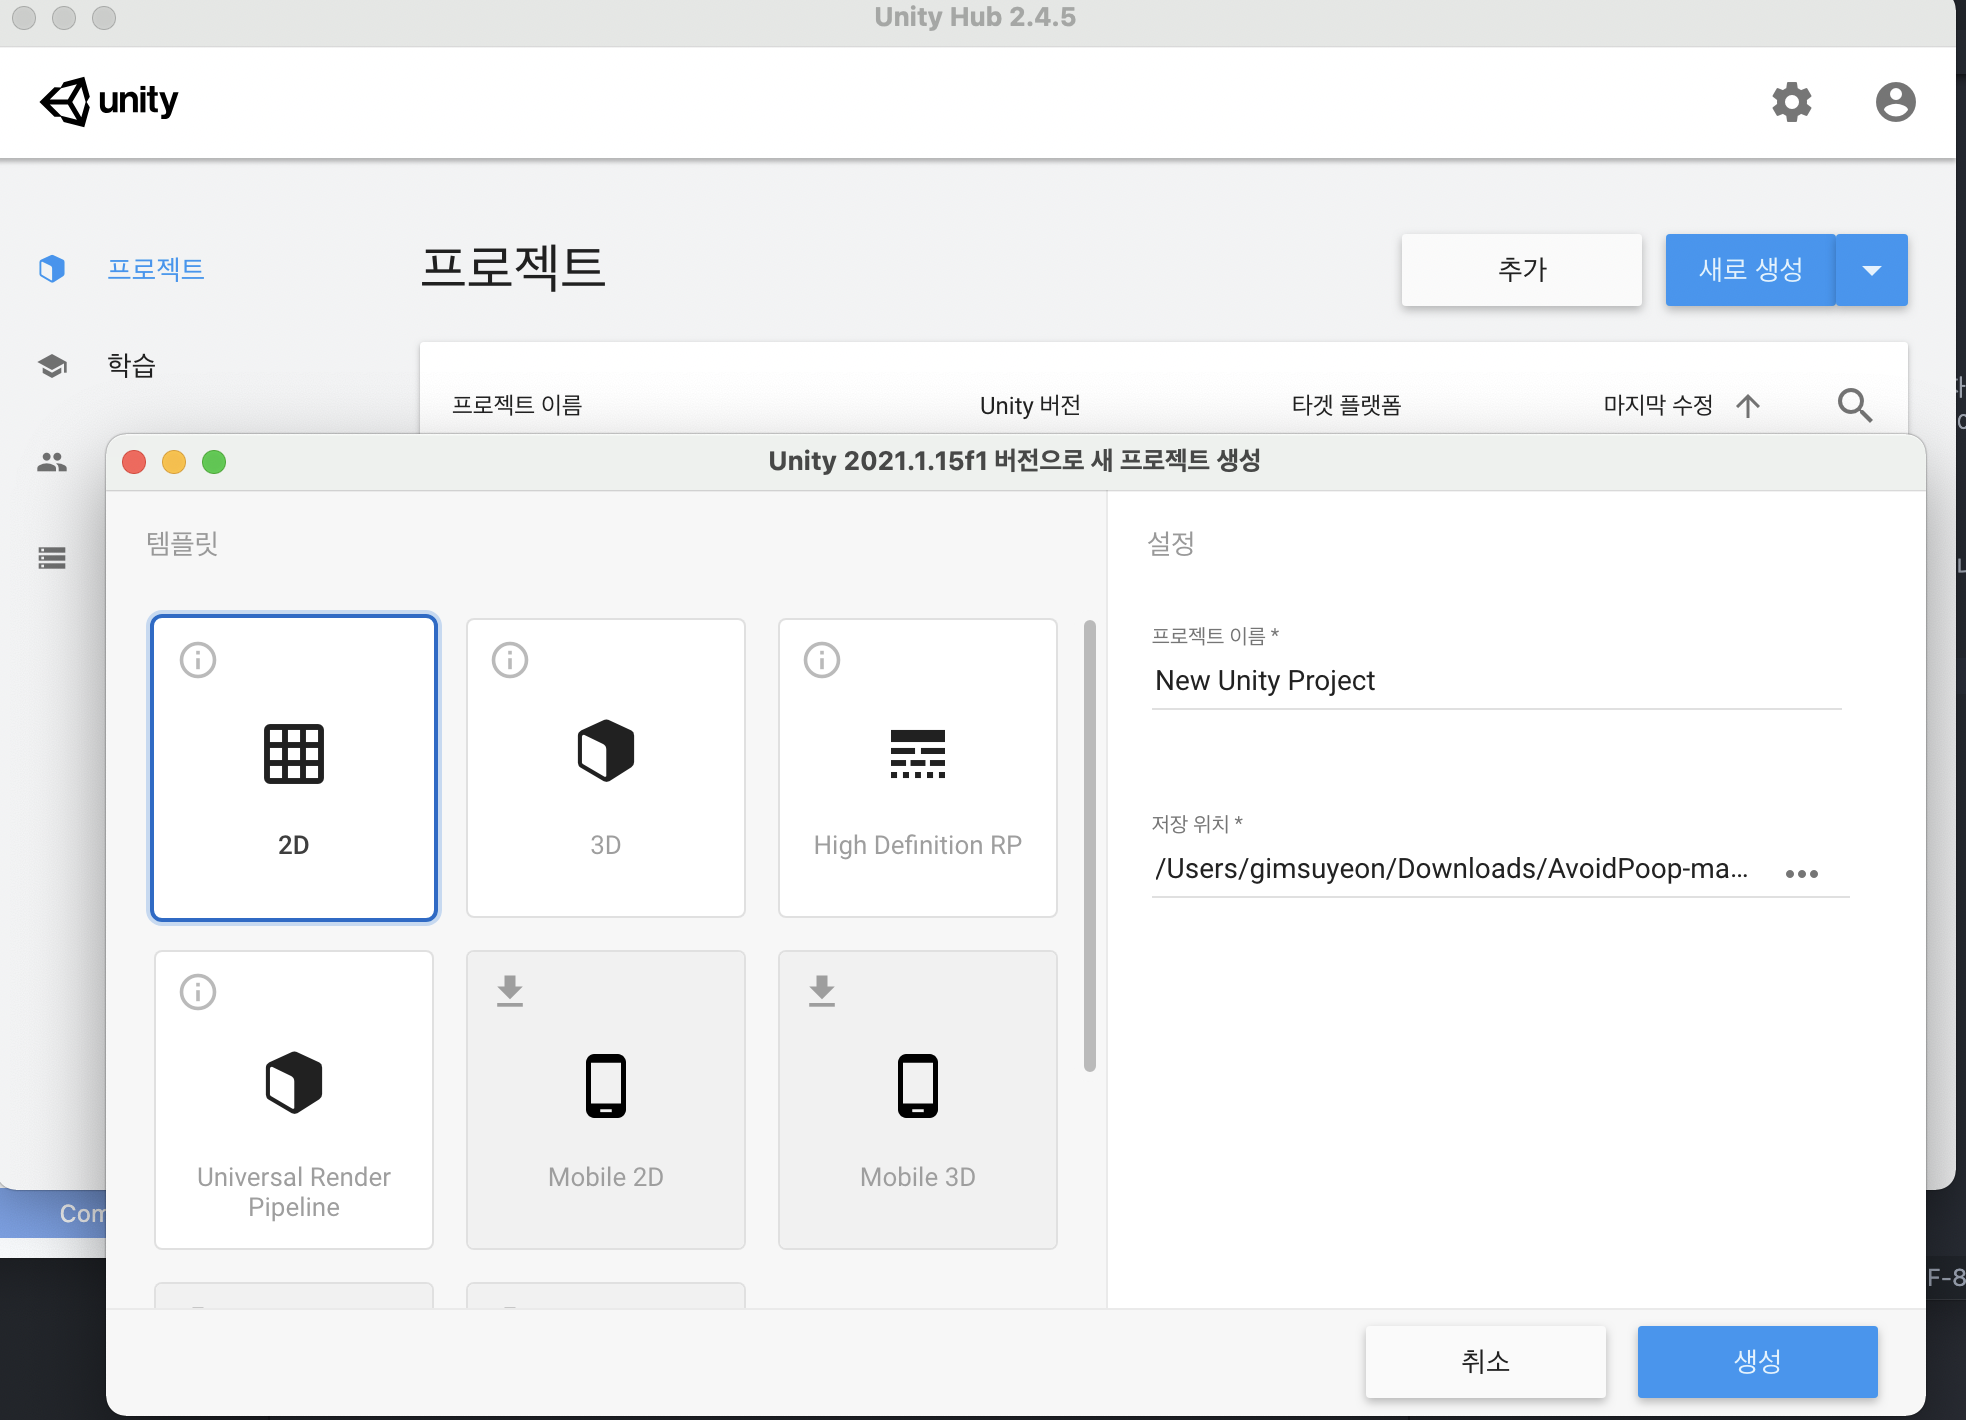 Unity Hub 2.4.5
unity
프로젝트
학습
프로젝트
추가
새로 생성
프로젝트 이름
Unity 버전
타겟 플랫폼
마지막 수정
Unity 2021.1.15f1 버전으로 새 프로젝트 생성
템플릿
2D
3D
High Definition RP
Universal Render
Pipeline
Mobile 2D
Mobile 3D
설정
프로젝트 이름 *
New Unity Project
저장 위치 *
/Users/gimsuyeon/Downloads/AvoidPoop-ma...
취소
생성
Com
F-8